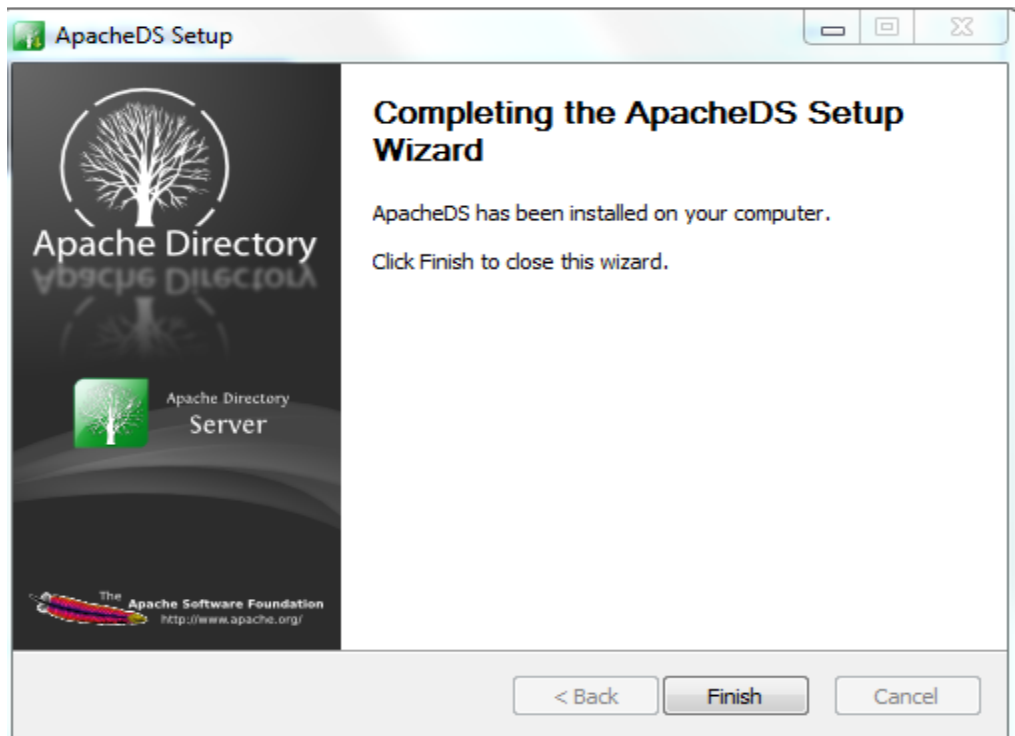 ApacheDS Setup
Completing the ApacheDS Setup
Wizard
ApacheDS has been installed on your computer.
Click Finish to close this wizard.
Apache Directory
Apache Directory
Server
The
Apache Software Foundation
http://www.apache.org/
< Back
Finish
Cancel